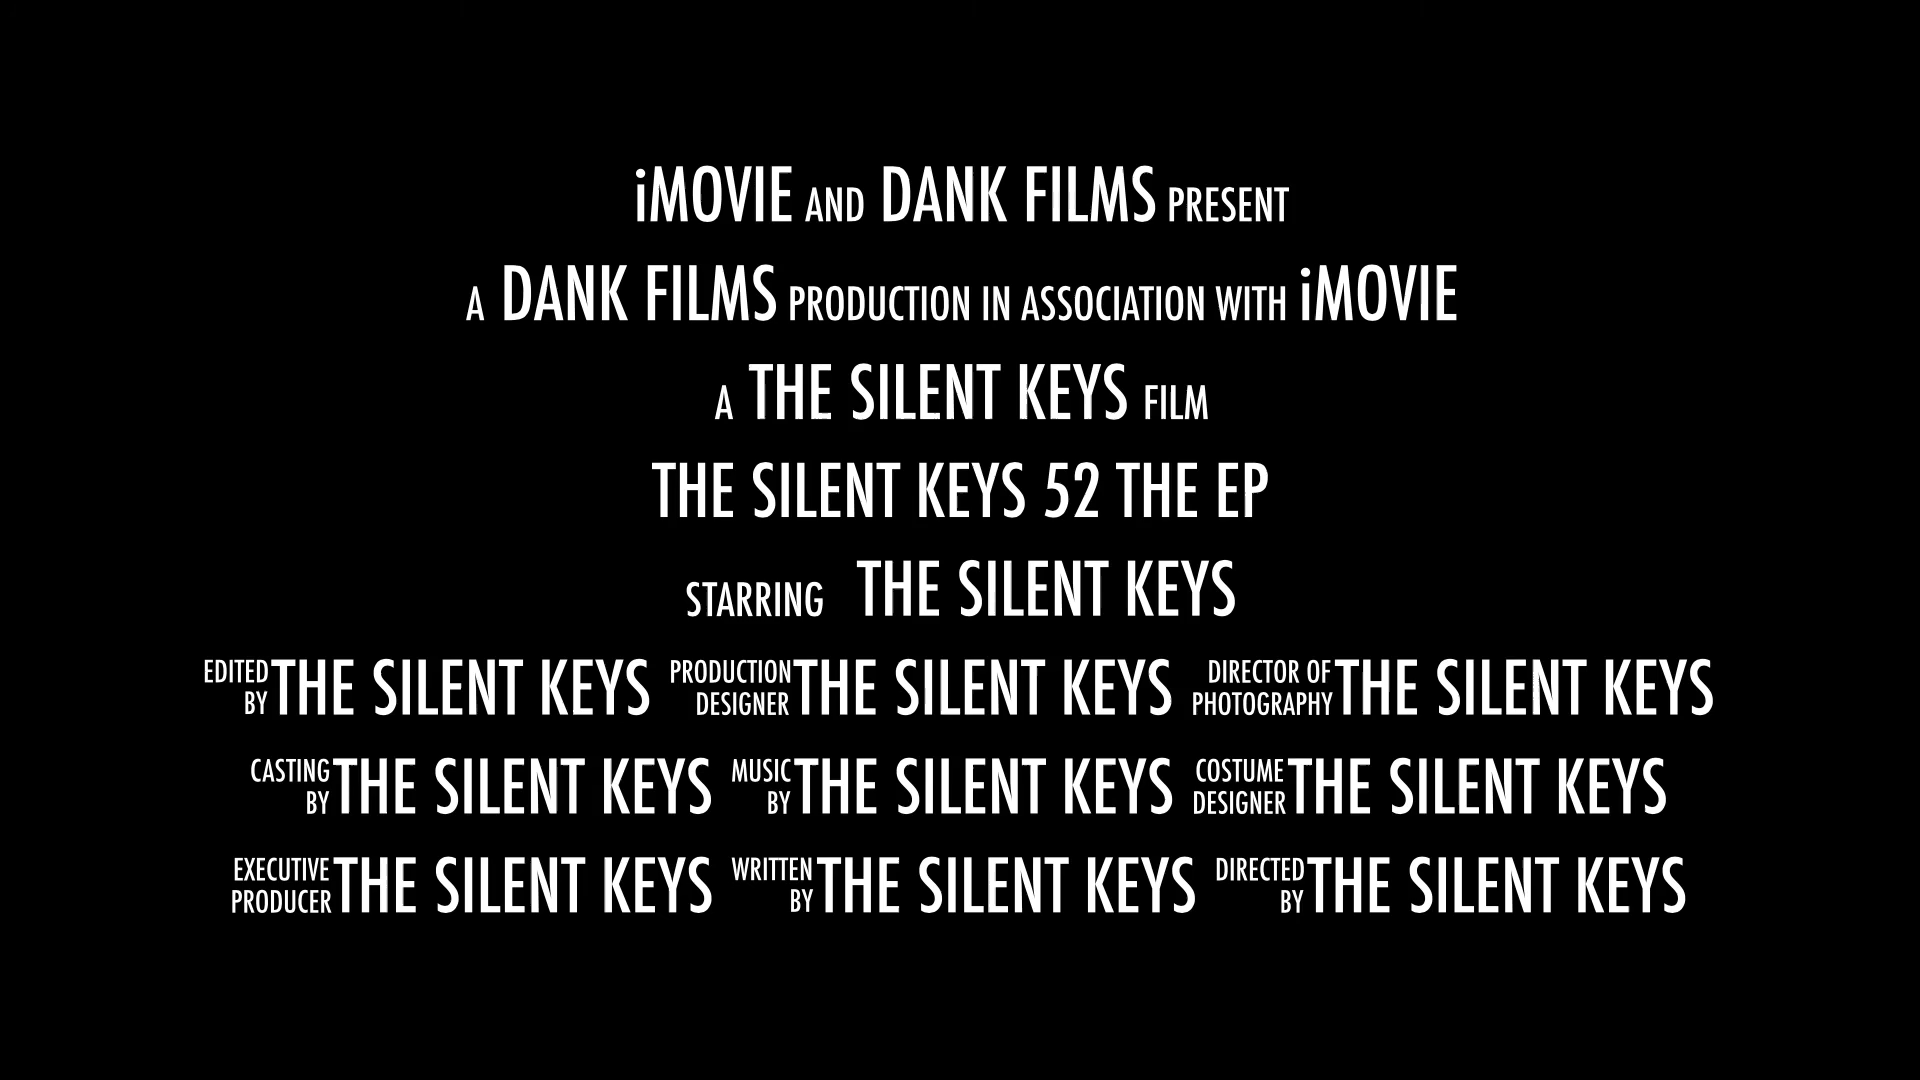 iMOVIE AND DANK FILMS PRESENT
A DANK FILMS PRODUCTION IN ASSOCIATION WITH iMOVIE
A THE SILENT KEYS FILM
THE SILENT KEYS 52 THE EP
STARRING THE SILENT KEYS
EDITED BY THE SILENT KEYS PRODUCTION DESIGNER THE SILENT KEYS DIRECTOR OF PHOTOGRAPHY THE SILENT KEYS
CASTING BY THE SILENT KEYS MUSIC BY THE SILENT KEYS COSTUME DESIGNER THE SILENT KEYS
EXECUTIVE PRODUCER THE SILENT KEYS WRITTEN BY THE SILENT KEYS DIRECTED BY THE SILENT KEYS